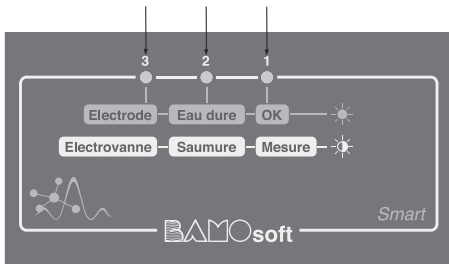 3 2 1
Electrode Eau dure OK
Electrovanne Saumure Mesure
Smart
BAMOsoft